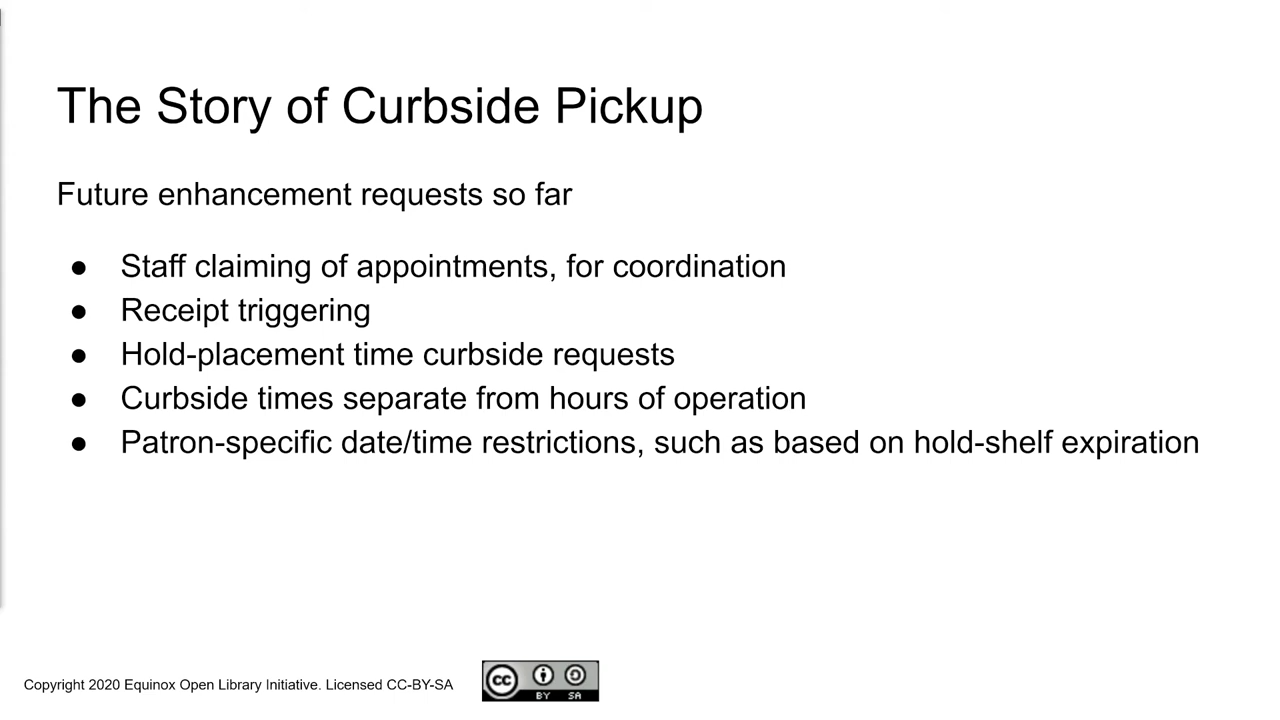 The Story of Curbside Pickup
Future enhancement requests so far
● Staff claiming of appointments, for coordination
● Receipt triggering
● Hold-placement time curbside requests
● Curbside times separate from hours of operation
● Patron-specific date/time restrictions, such as based on hold-shelf expiration
Copyright 2020 Equinox Open Library Initiative. Licensed CC-BY-SA
cc BY SA